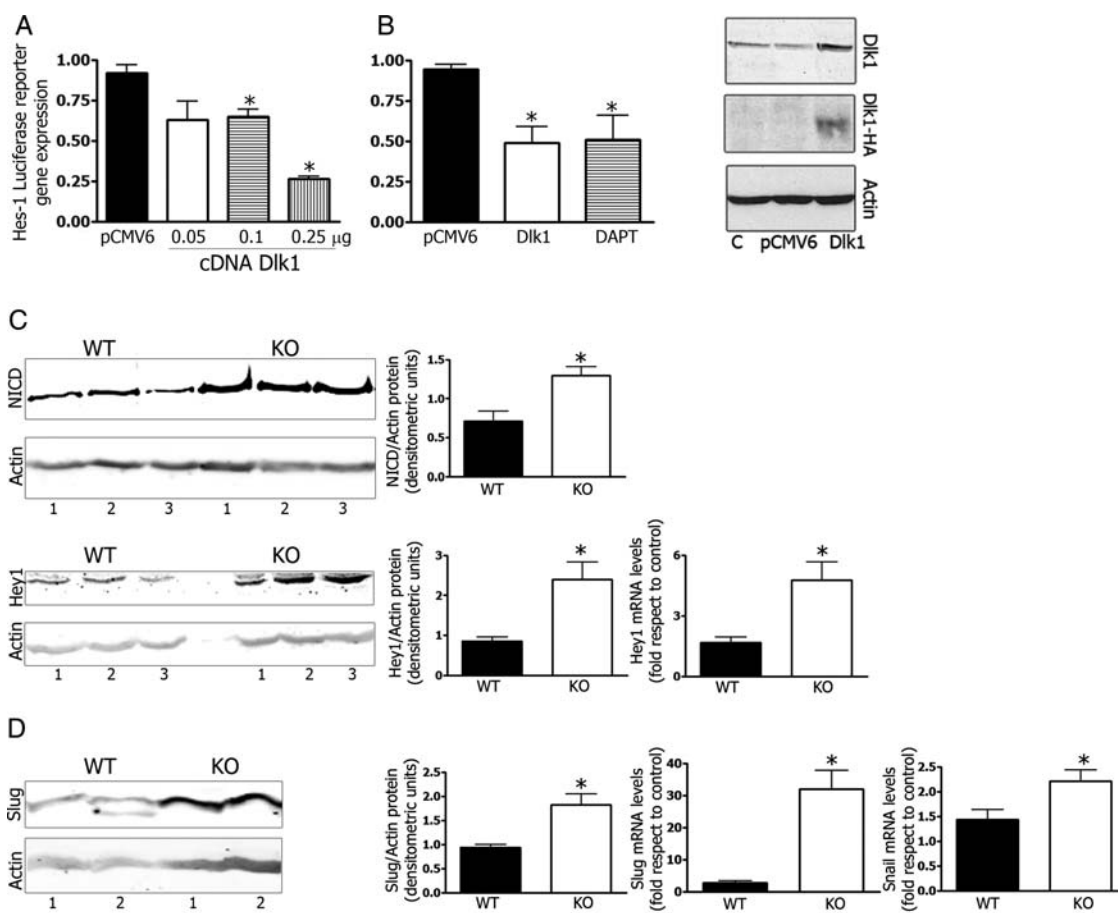 A
Hes-1 Luciferase reporter
gene expression
1.00
0.75
0.50
0.25
0.00
*
*
pCMV6
0.05
0.1
0.25 μg
cDNA Dlk1
B
1.00
0.75
0.50
0.25
0.00
*
*
pCMV6
Dlk1
DAPT
Dlk1
Dlk1-HA
Actin
C pCMV6 Dlk1
C
WT KO
NICD
Actin
1 2 3 1 2 3
NICD/Actin protein
(densitometric units)
1.5
1.0
0.5
0.0
*
WT KO
WT KO
Hey1
Actin
1 2 3 1 2 3
Hey1/Actin protein
(densitometric units)
3
2
1
0
*
WT KO
Hey1 mRNA levels
(fold respect to control)
6
4
2
0
*
WT KO
D
WT KO
Slug
Actin
1 2 1 2
Slug/Actin protein
(densitometric units)
2.5
2.0
1.5
1.0
0.5
0.0
*
WT KO
Slug mRNA levels
(fold respect to control)
40
30
20
10
0
*
WT KO
Snail mRNA levels
(fold respect to control)
2.5
2.0
1.5
1.0
0.5
0.0
*
WT KO